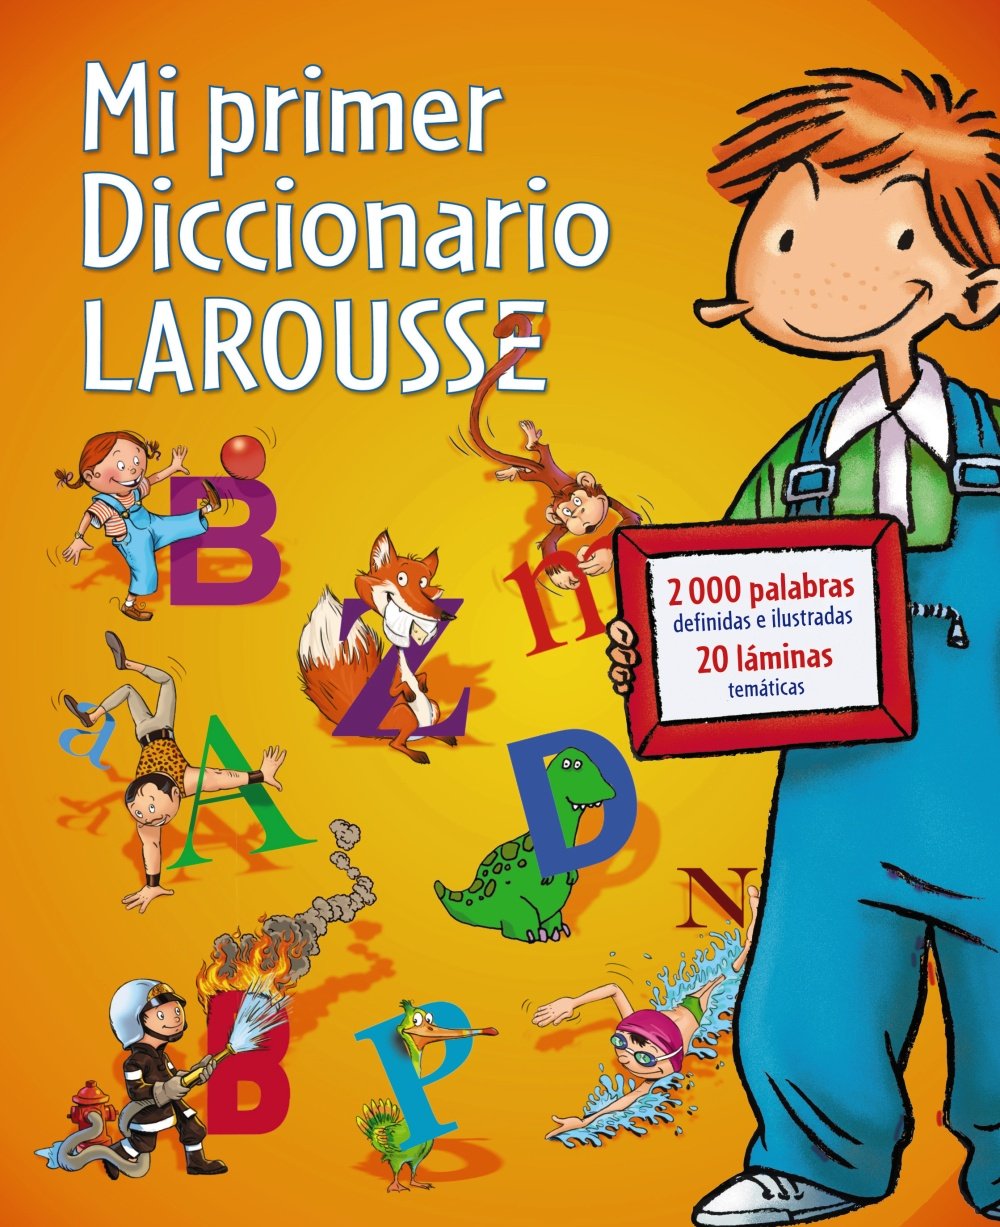 Mi primer
Diccionario
LAROUSSE
B
n
Z
2 000 palabras
definidas e ilustradas
20 láminas
temáticas
a
A
D
N
B
P